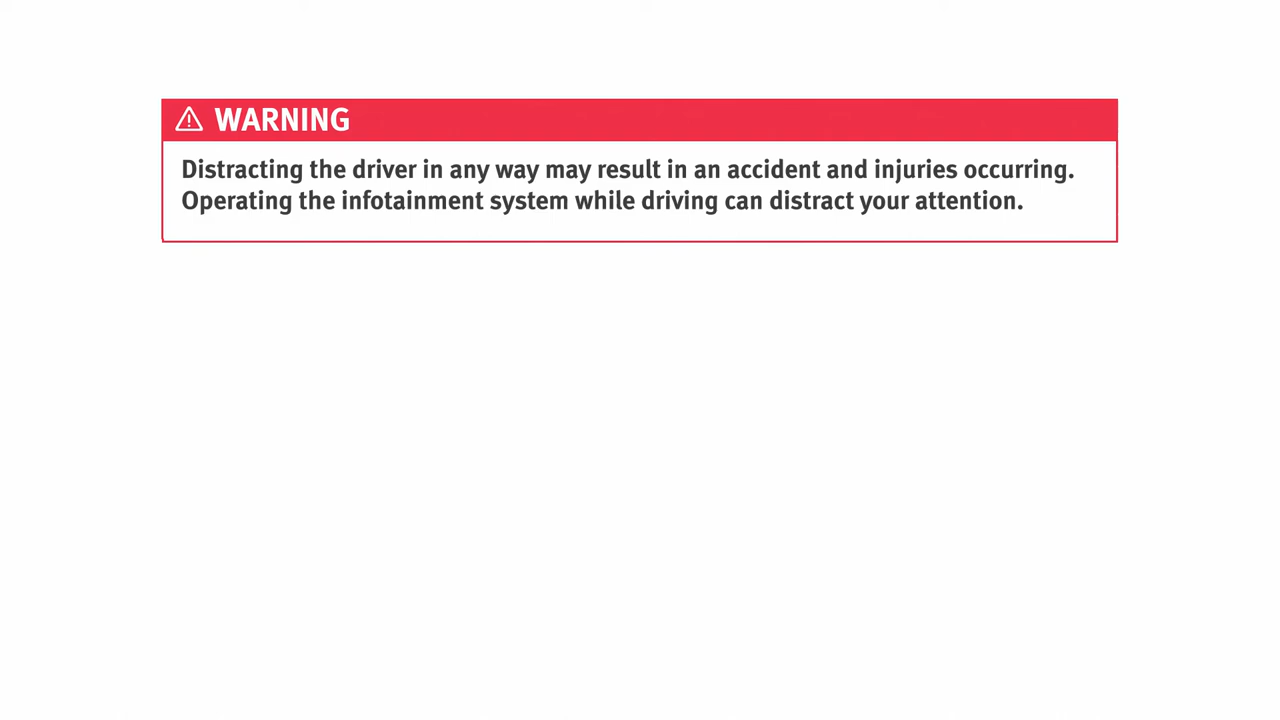 WARNING
Distracting the driver in any way may result in an accident and injuries occurring.
Operating the infotainment system while driving can distract your attention.